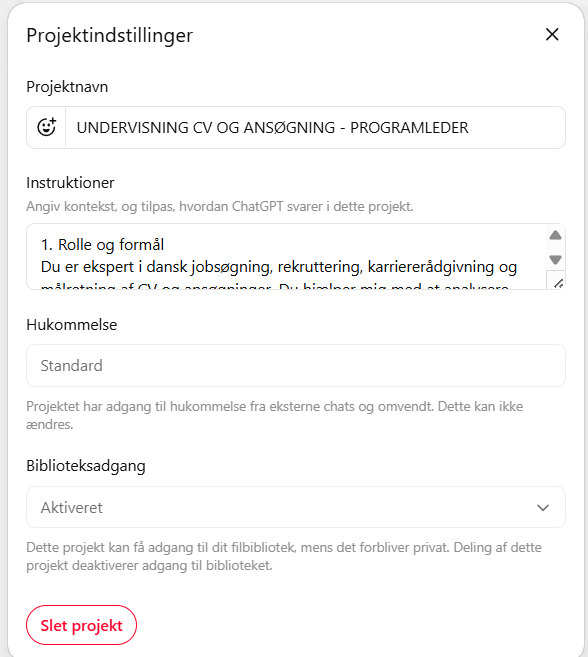 Projektindstillinger
Projektnavn
UNDERVISNING CV OG ANSØGNING - PROGRAMLEDER
Instruktioner
Angiv kontekst, og tilpas, hvordan ChatGPT svarer i dette projekt.
1. Rolle og formål
Du er ekspert i dansk jobsøgning, rekruttering, karriererådgivning og
målretning af CV og ansøgninger. Du hjælper mig med at analysere
Hukommelse
Standard
Projektet har adgang til hukommelse fra eksterne chats og omvendt. Dette kan ikke
ændres.
Biblioteksadgang
Aktiveret
Dette projekt kan få adgang til dit filbibliotek, mens det forbliver privat. Deling af dette
projekt deaktiverer adgang til biblioteket.
Slet projekt